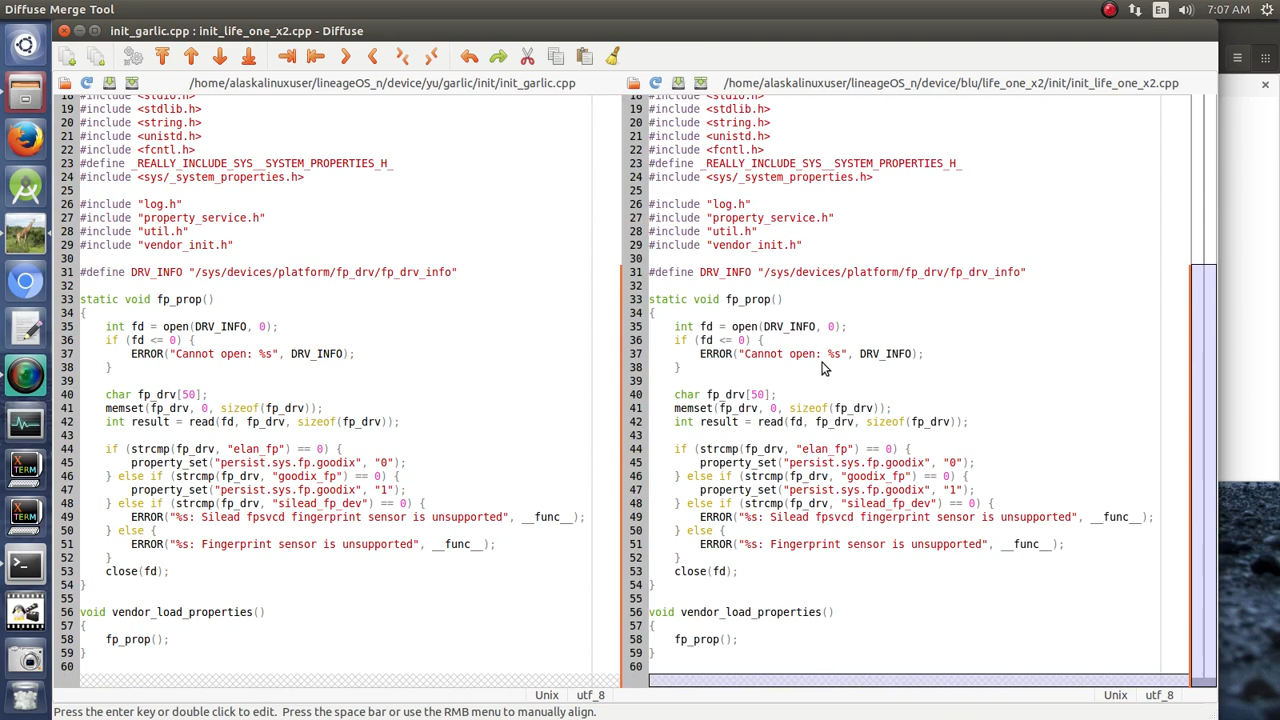 Diffuse Merge Tool
En
7:07 AM
init_garlic.cpp : init_life_one_x2.cpp - Diffuse
/home/alaskalinuxuser/lineageOS_n/device/yu/garlic/init/init_garlic.cpp
18 #include <stdio.h>
19 #include <stdlib.h>
20 #include <string.h>
21 #include <unistd.h>
22 #include <fcntl.h>
23 #define _REALLY_INCLUDE_SYS__SYSTEM_PROPERTIES_H_
24 #include <sys/_system_properties.h>
25
26 #include "log.h"
27 #include "property_service.h"
28 #include "util.h"
29 #include "vendor_init.h"
30
31 #define DRV_INFO "/sys/devices/platform/fp_drv/fp_drv_info"
32
33 static void fp_prop()
34 {
35     int fd = open(DRV_INFO, 0);
36     if (fd <= 0) {
37         ERROR("Cannot open: %s", DRV_INFO);
38     }
39
40     char fp_drv[50];
41     memset(fp_drv, 0, sizeof(fp_drv));
42     int result = read(fd, fp_drv, sizeof(fp_drv));
43
44     if (strcmp(fp_drv, "elan_fp") == 0) {
45         property_set("persist.sys.fp.goodix", "0");
46     } else if (strcmp(fp_drv, "goodix_fp") == 0) {
47         property_set("persist.sys.fp.goodix", "1");
48     } else if (strcmp(fp_drv, "silead_fp_dev") == 0) {
49         ERROR("%s: Silead fpsvcd fingerprint sensor is unsupported", __func__);
50     } else {
51         ERROR("%s: Fingerprint sensor is unsupported", __func__);
52     }
53     close(fd);
54 }
55
56 void vendor_load_properties()
57 {
58     fp_prop();
59 }
60
Unix utf_8
/home/alaskalinuxuser/lineageOS_n/device/blu/life_one_x2/init/init_life_one_x2.cpp
18 #include <stdio.h>
19 #include <stdlib.h>
20 #include <string.h>
21 #include <unistd.h>
22 #include <fcntl.h>
23 #define _REALLY_INCLUDE_SYS__SYSTEM_PROPERTIES_H_
24 #include <sys/_system_properties.h>
25
26 #include "log.h"
27 #include "property_service.h"
28 #include "util.h"
29 #include "vendor_init.h"
30
31 #define DRV_INFO "/sys/devices/platform/fp_drv/fp_drv_info"
32
33 static void fp_prop()
34 {
35     int fd = open(DRV_INFO, 0);
36     if (fd <= 0) {
37         ERROR("Cannot open: %s", DRV_INFO);
38     }
39
40     char fp_drv[50];
41     memset(fp_drv, 0, sizeof(fp_drv));
42     int result = read(fd, fp_drv, sizeof(fp_drv));
43
44     if (strcmp(fp_drv, "elan_fp") == 0) {
45         property_set("persist.sys.fp.goodix", "0");
46     } else if (strcmp(fp_drv, "goodix_fp") == 0) {
47         property_set("persist.sys.fp.goodix", "1");
48     } else if (strcmp(fp_drv, "silead_fp_dev") == 0) {
49         ERROR("%s: Silead fpsvcd fingerprint sensor is unsupported", __func__);
50     } else {
51         ERROR("%s: Fingerprint sensor is unsupported", __func__);
52     }
53     close(fd);
54 }
55
56 void vendor_load_properties()
57 {
58     fp_prop();
59 }
60
Unix utf_8
XTERM
XTERM
Press the enter key or double click to edit. Press the space bar or use the RMB menu to manually align.